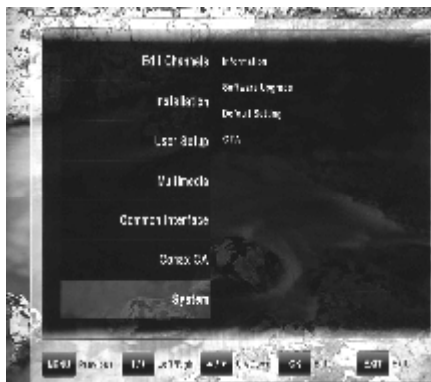 Edit Channels
Information
Software Upgrade
Installation
Default Setting
User Setup
OTA
Multimedia
Common Interface
Conax CA
System
MENU
OK
EXIT